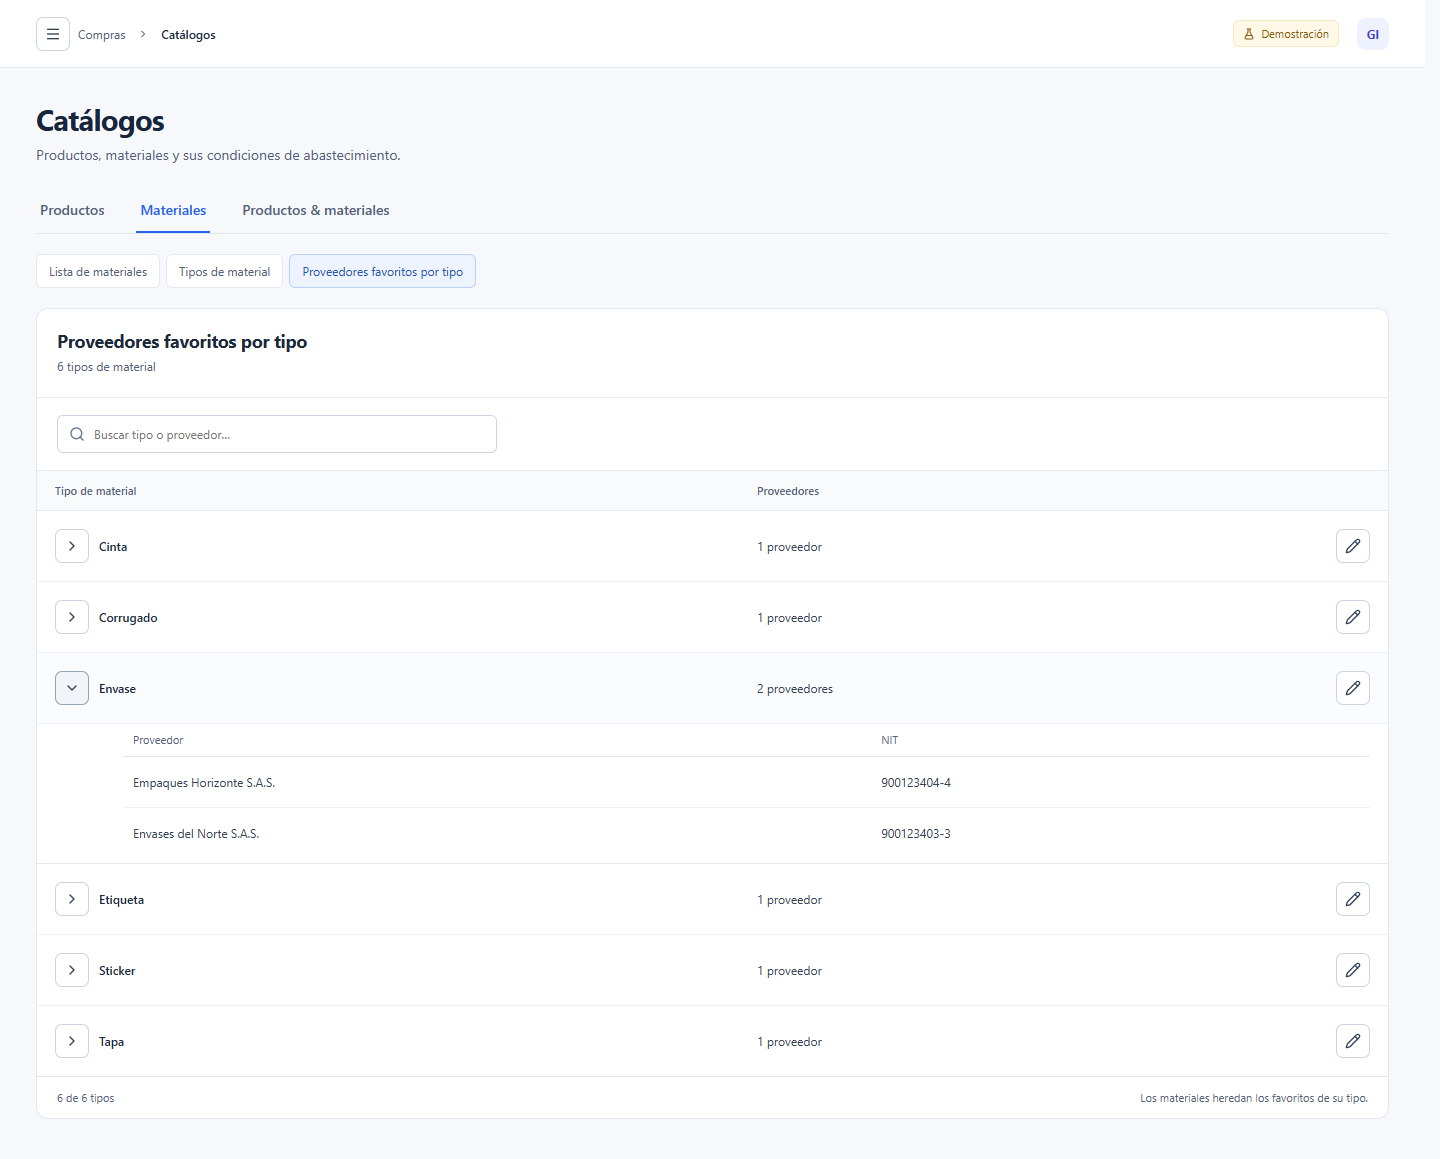 Compras > Catálogos
Demostración
GI
Catálogos
Productos, materiales y sus condiciones de abastecimiento.
Productos
Materiales
Productos & materiales
Lista de materiales
Tipos de material
Proveedores favoritos por tipo
Proveedores favoritos por tipo
6 tipos de material
Buscar tipo o proveedor...
Tipo de material
Proveedores
Cinta
1 proveedor
Corrugado
1 proveedor
Envase
2 proveedores
Proveedor
NIT
Empaques Horizonte S.A.S.
900123404-4
Envases del Norte S.A.S.
900123403-3
Etiqueta
1 proveedor
Sticker
1 proveedor
Tapa
1 proveedor
6 de 6 tipos
Los materiales heredan los favoritos de su tipo.